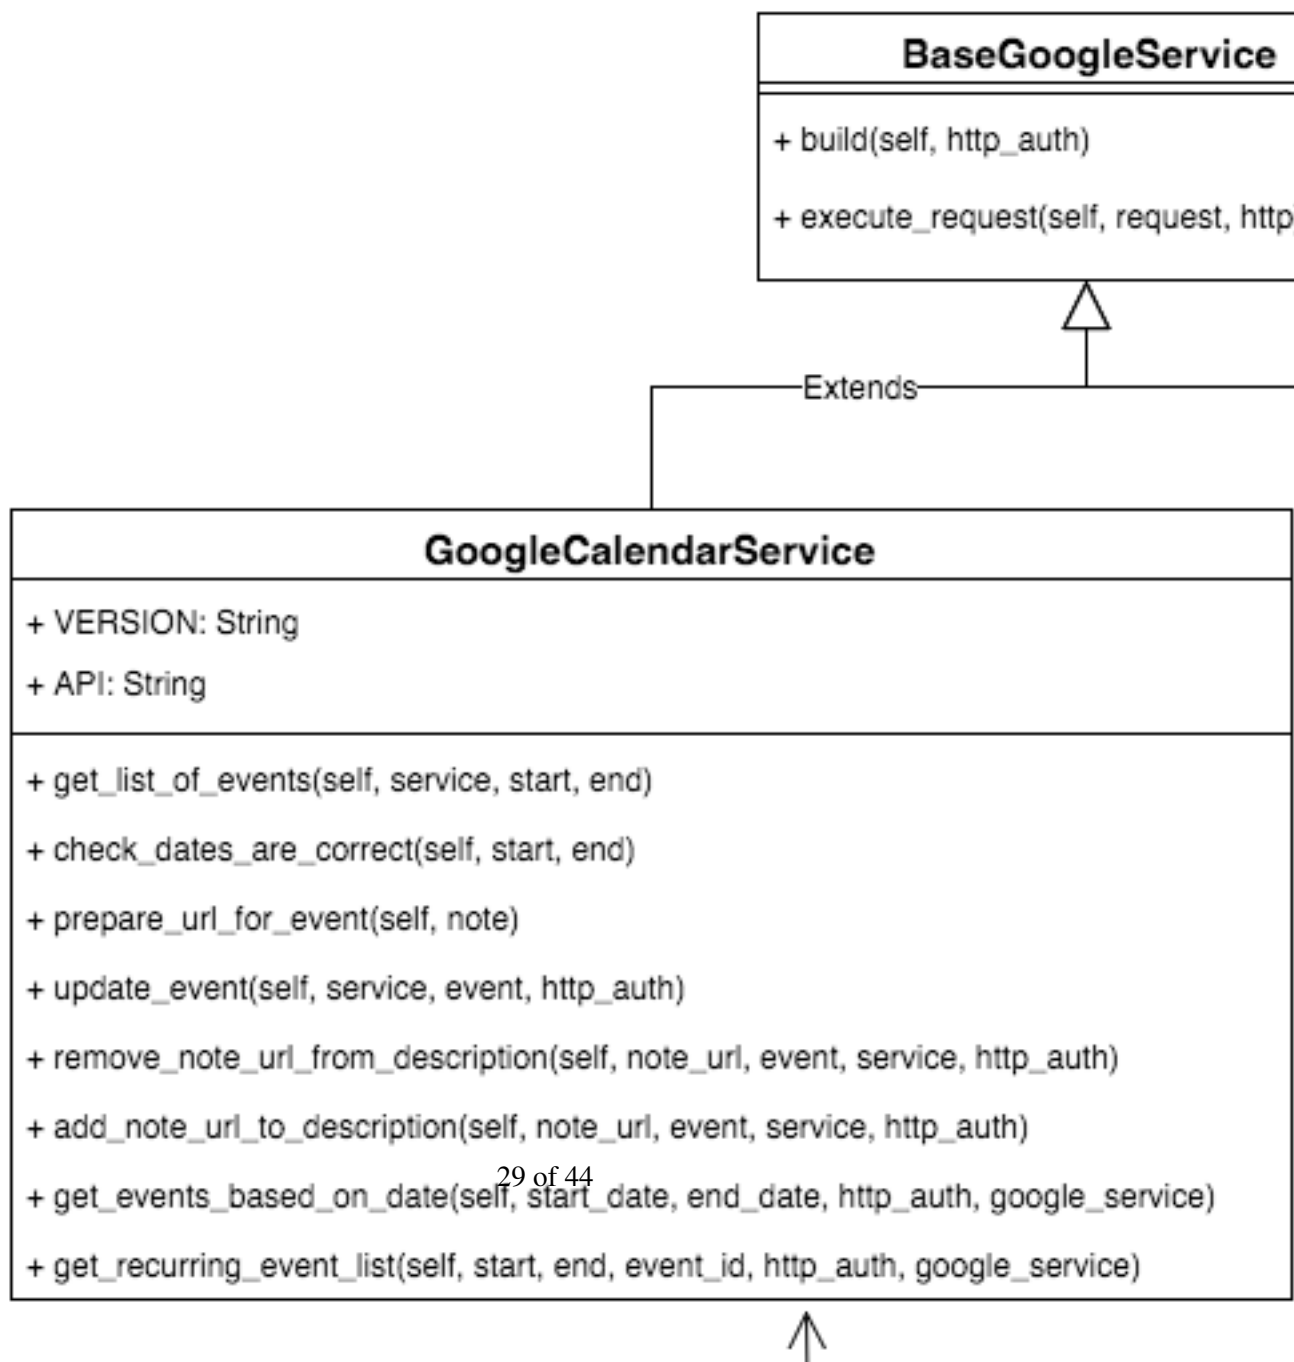 BaseGoogleService
+ build(self, http_auth)
+ execute_request(self, request, http
Extends
GoogleCalendarService
+ VERSION: String
+ API: String
+ get_list_of_events(self, service, start, end)
+ check_dates_are_correct(self, start, end)
+ prepare_url_for_event(self, note)
+ update_event(self, service, event, http_auth)
+ remove_note_url_from_description(self, note_url, event, service, http_auth)
+ add_note_url_to_description(self, note_url, event, service, http_auth)
29 of 44
+ get_events_based_on_date(self, start_date, end_date, http_auth, google_service)
+ get_recurring_event_list(self, start, end, event_id, http_auth, google_service)